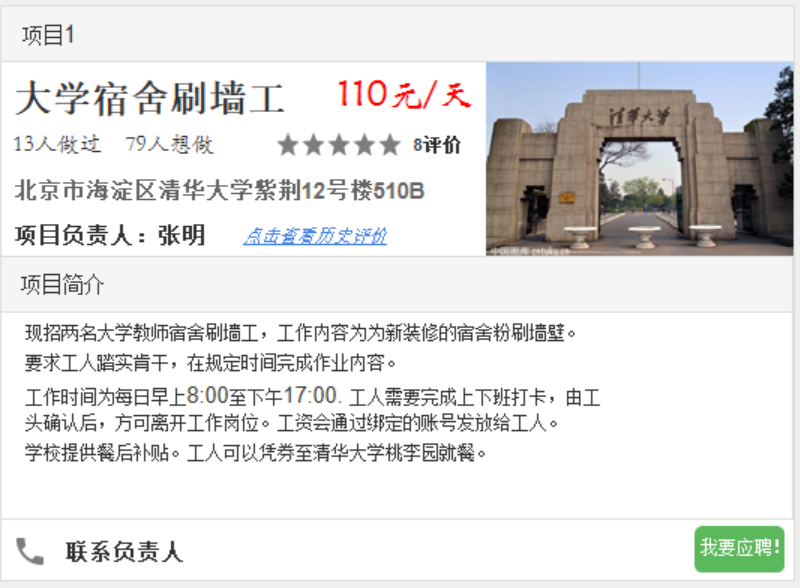 项目1
大学宿舍刷墙工 110元/天
13人做过 79人想做 8评价
北京市海淀区清华大学紫荆12号楼510B
项目负责人：张明 点击查看历史评价
清华大学
中国图库 cntuku.cn
项目简介
现招两名大学教师宿舍刷墙工，工作内容为为新装修的宿舍粉刷墙壁。
要求工人踏实肯干，在规定时间完成作业内容。
工作时间为每日早上8:00至下午17:00. 工人需要完成上下班打卡，由工
头确认后，方可离开工作岗位。工资会通过绑定的账号发放给工人。
学校提供餐后补贴。工人可以凭券至清华大学桃李园就餐。
联系负责人
我要应聘!